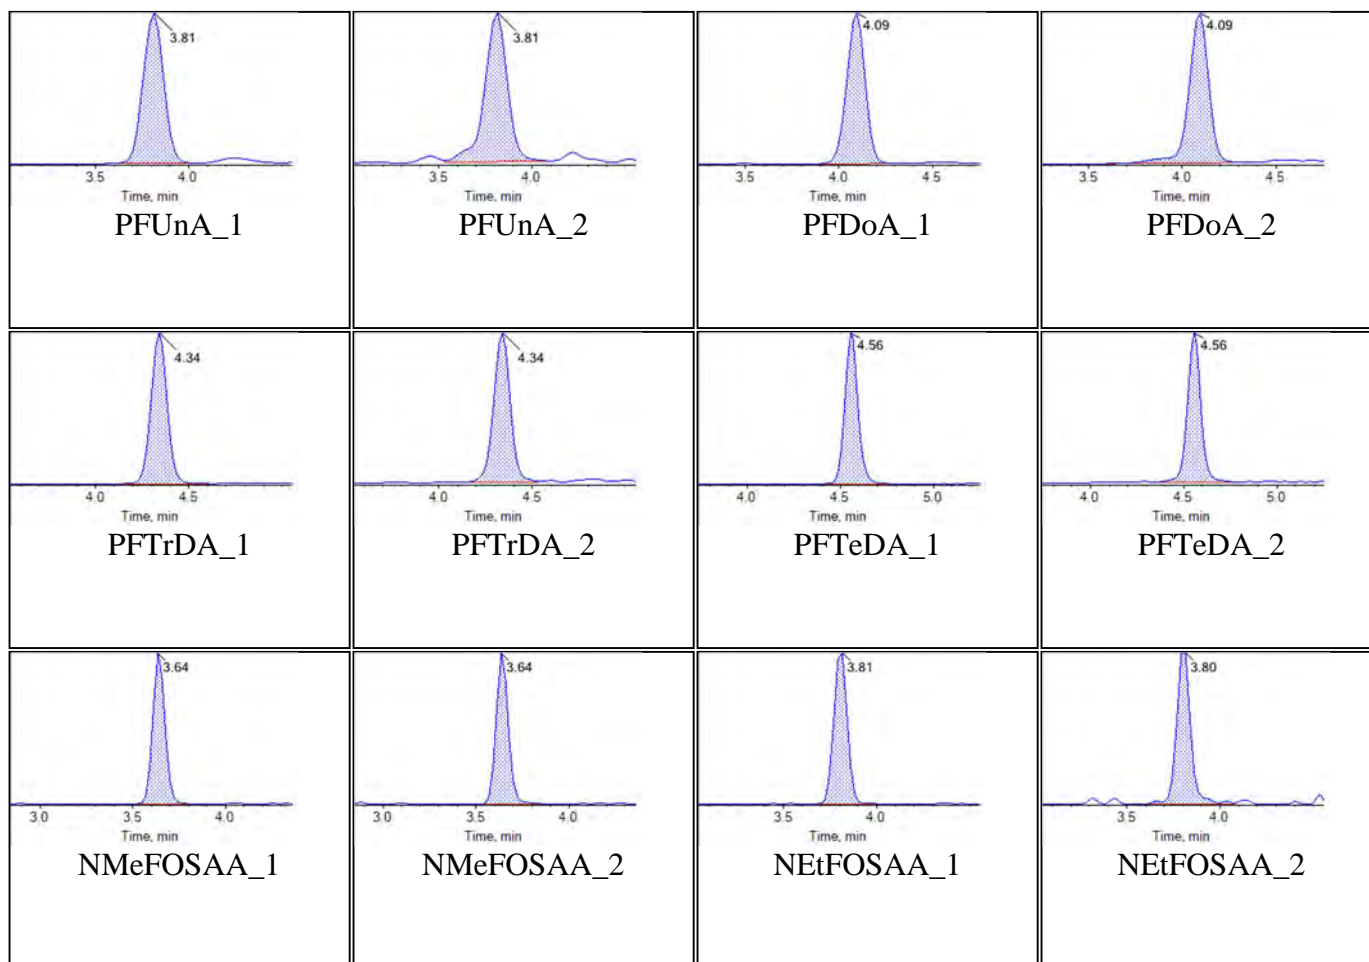 3.81
3.5 4.0
Time, min
PFUnA_1
3.81
3.5 4.0
Time, min
PFUnA_2
4.09
3.5 4.0 4.5
Time, min
PFDoA_1
4.09
3.5 4.0 4.5
Time, min
PFDoA_2
4.34
4.0 4.5
Time, min
PFTrDA_1
4.34
4.0 4.5
Time, min
PFTrDA_2
4.56
4.0 4.5 5.0
Time, min
PFTeDA_1
4.56
4.0 4.5 5.0
Time, min
PFTeDA_2
3.64
3.0 3.5 4.0
Time, min
NMeFOSAA_1
3.64
3.0 3.5 4.0
Time, min
NMeFOSAA_2
3.81
3.5 4.0
Time, min
NEtFOSAA_1
3.80
3.5 4.0
Time, min
NEtFOSAA_2